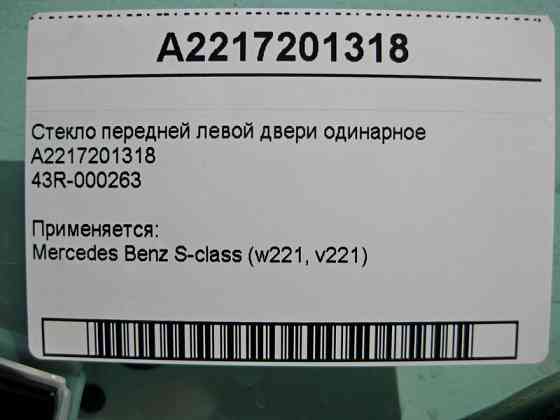 A2217201318
Стекло передней левой двери одинарное
A2217201318
43R-000263
Применяется:
Mercedes Benz S-class (w221, v221)